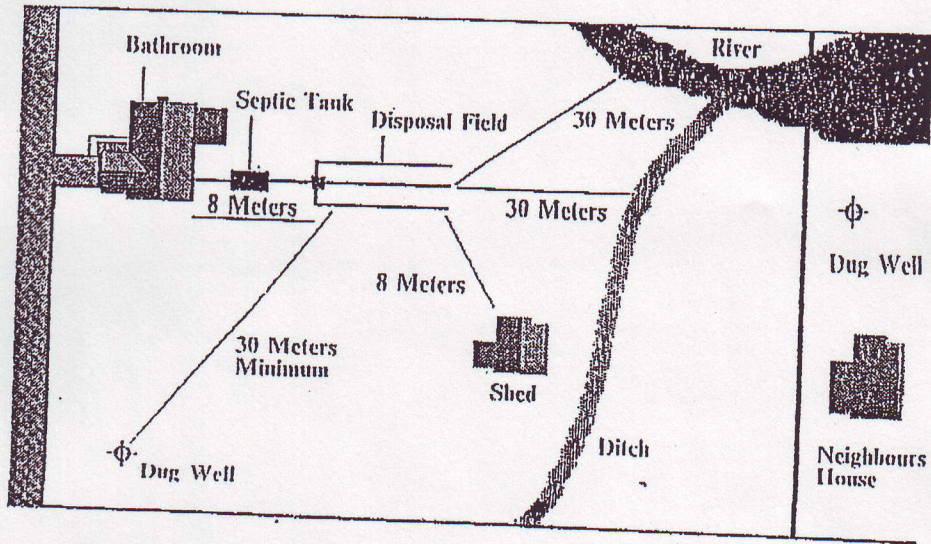 Bathroom
River
Septic Tank
Disposal Field
30 Meters
8 Meters
30 Meters
Dug Well
8 Meters
30 Meters
Minimum
Shed
Ditch
Dug Well
Neighbours
House